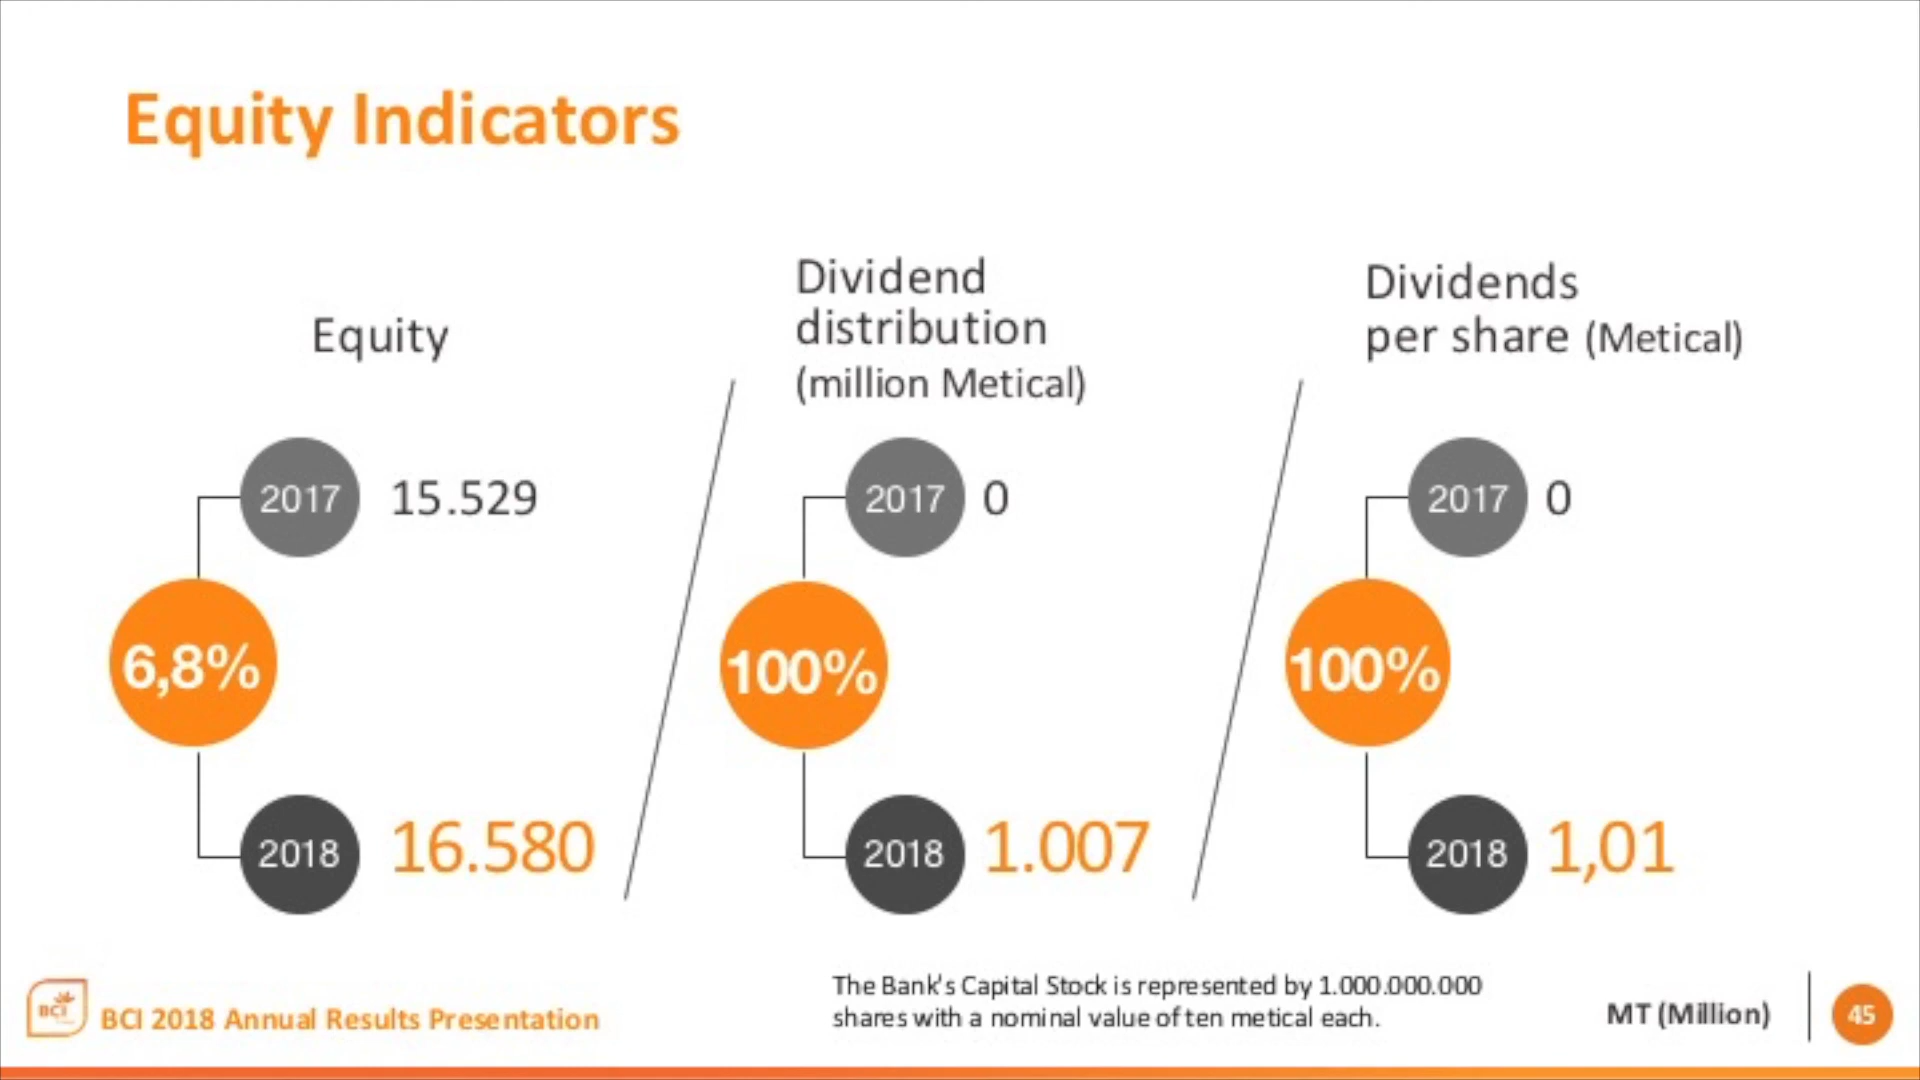 Equity Indicators
Equity
2017 15.529
6,8%
2018 16.580
Dividend
distribution
(million Metical)
2017 0
100%
2018 1.007
Dividends
per share (Metical)
2017 0
100%
2018 1,01
BCI
BCI 2018 Annual Results Presentation
The Bank's Capital Stock is represented by 1.000.000.000
shares with a nominal value of ten metical each.
MT (Million)
45